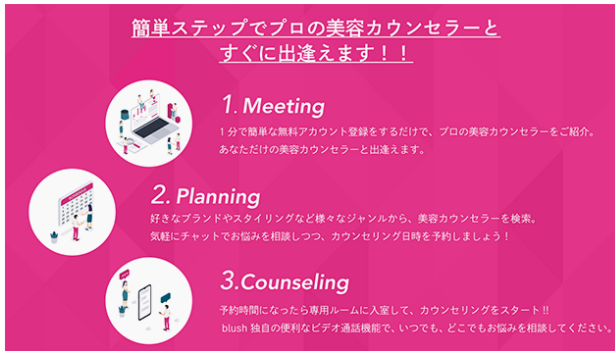 簡単ステップでプロの美容カウンセラーと
すぐに出逢えます！！
1. Meeting
1分で簡単な無料アカウント登録をするだけで、プロの美容カウンセラーをご紹介。
あなただけの美容カウンセラーと出逢えます。
2. Planning
好きなブランドやスタイリングなど様々なジャンルから、美容カウンセラーを検索。
気軽にチャットでお悩みを相談しつつ、カウンセリング日時を予約しましょう！
3.Counseling
予約時間になったら専用ルームに入室して、カウンセリングをスタート!!
blush 独自の便利なビデオ通話機能で、いつでも、どこでもお悩みを相談してください。